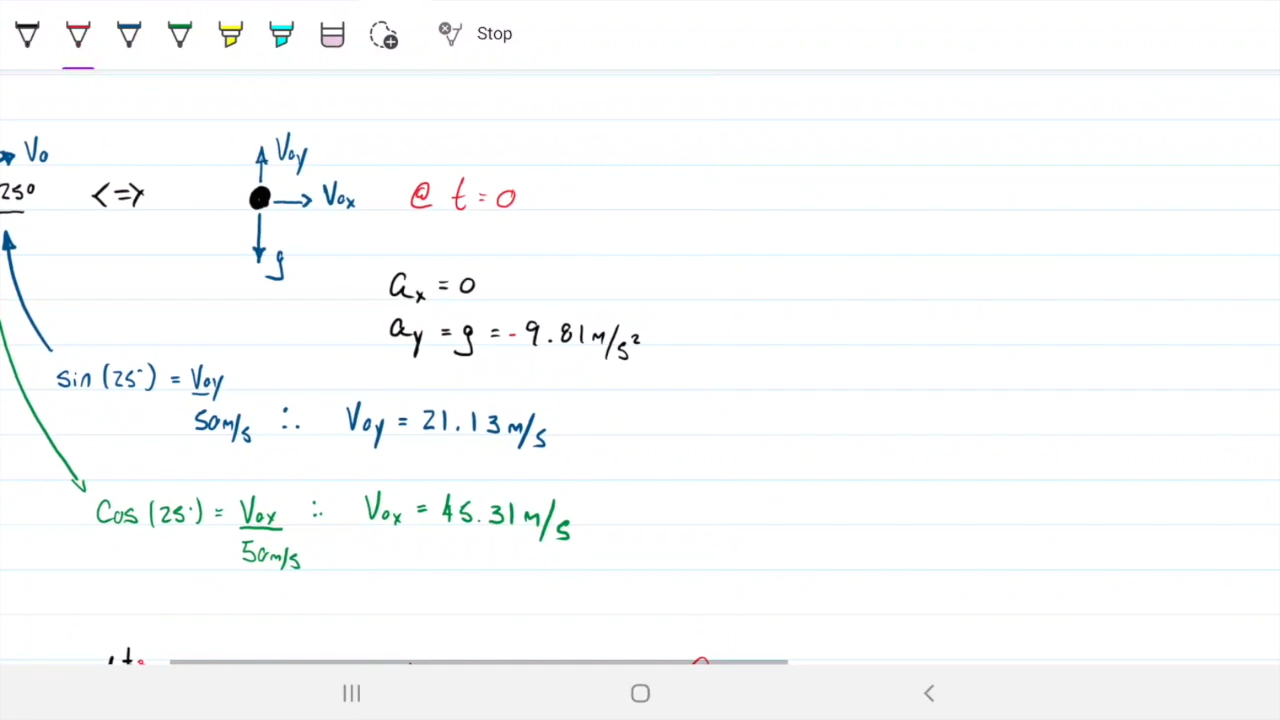 Stop
Voy
Vo
25° <=> Vox @ t = 0
g
ax = 0
ay = g = -9.81 m/s²
sin (25°) = Voy
50m/s ∴ Voy = 21.13 m/s
Cos (25°) = Vox ∴ Vox = 45.31 m/s
50m/s